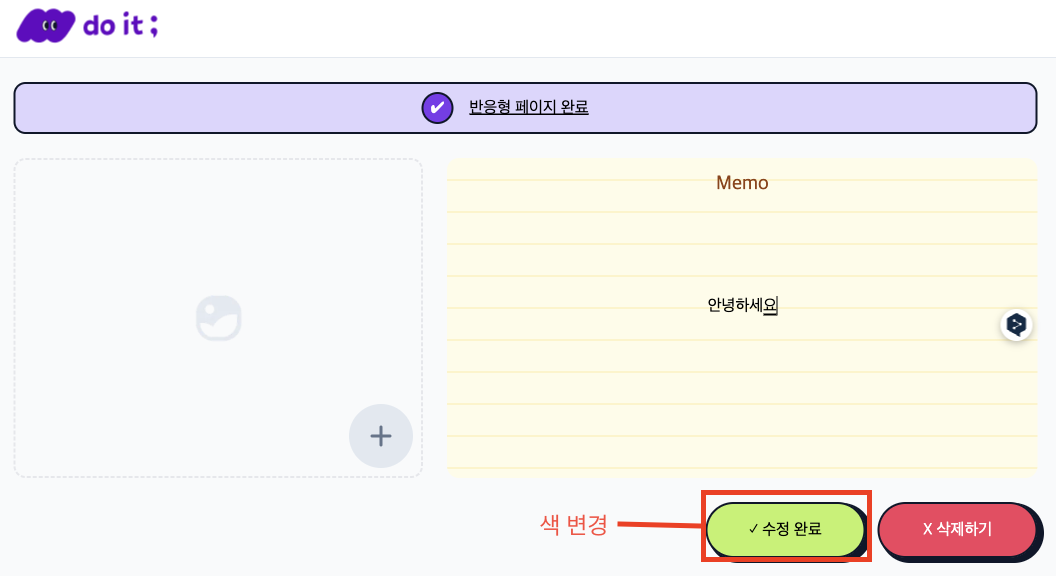 do it ;
반응형 페이지 완료
Memo
안녕하세요
색 변경
✓ 수정 완료
X 삭제하기